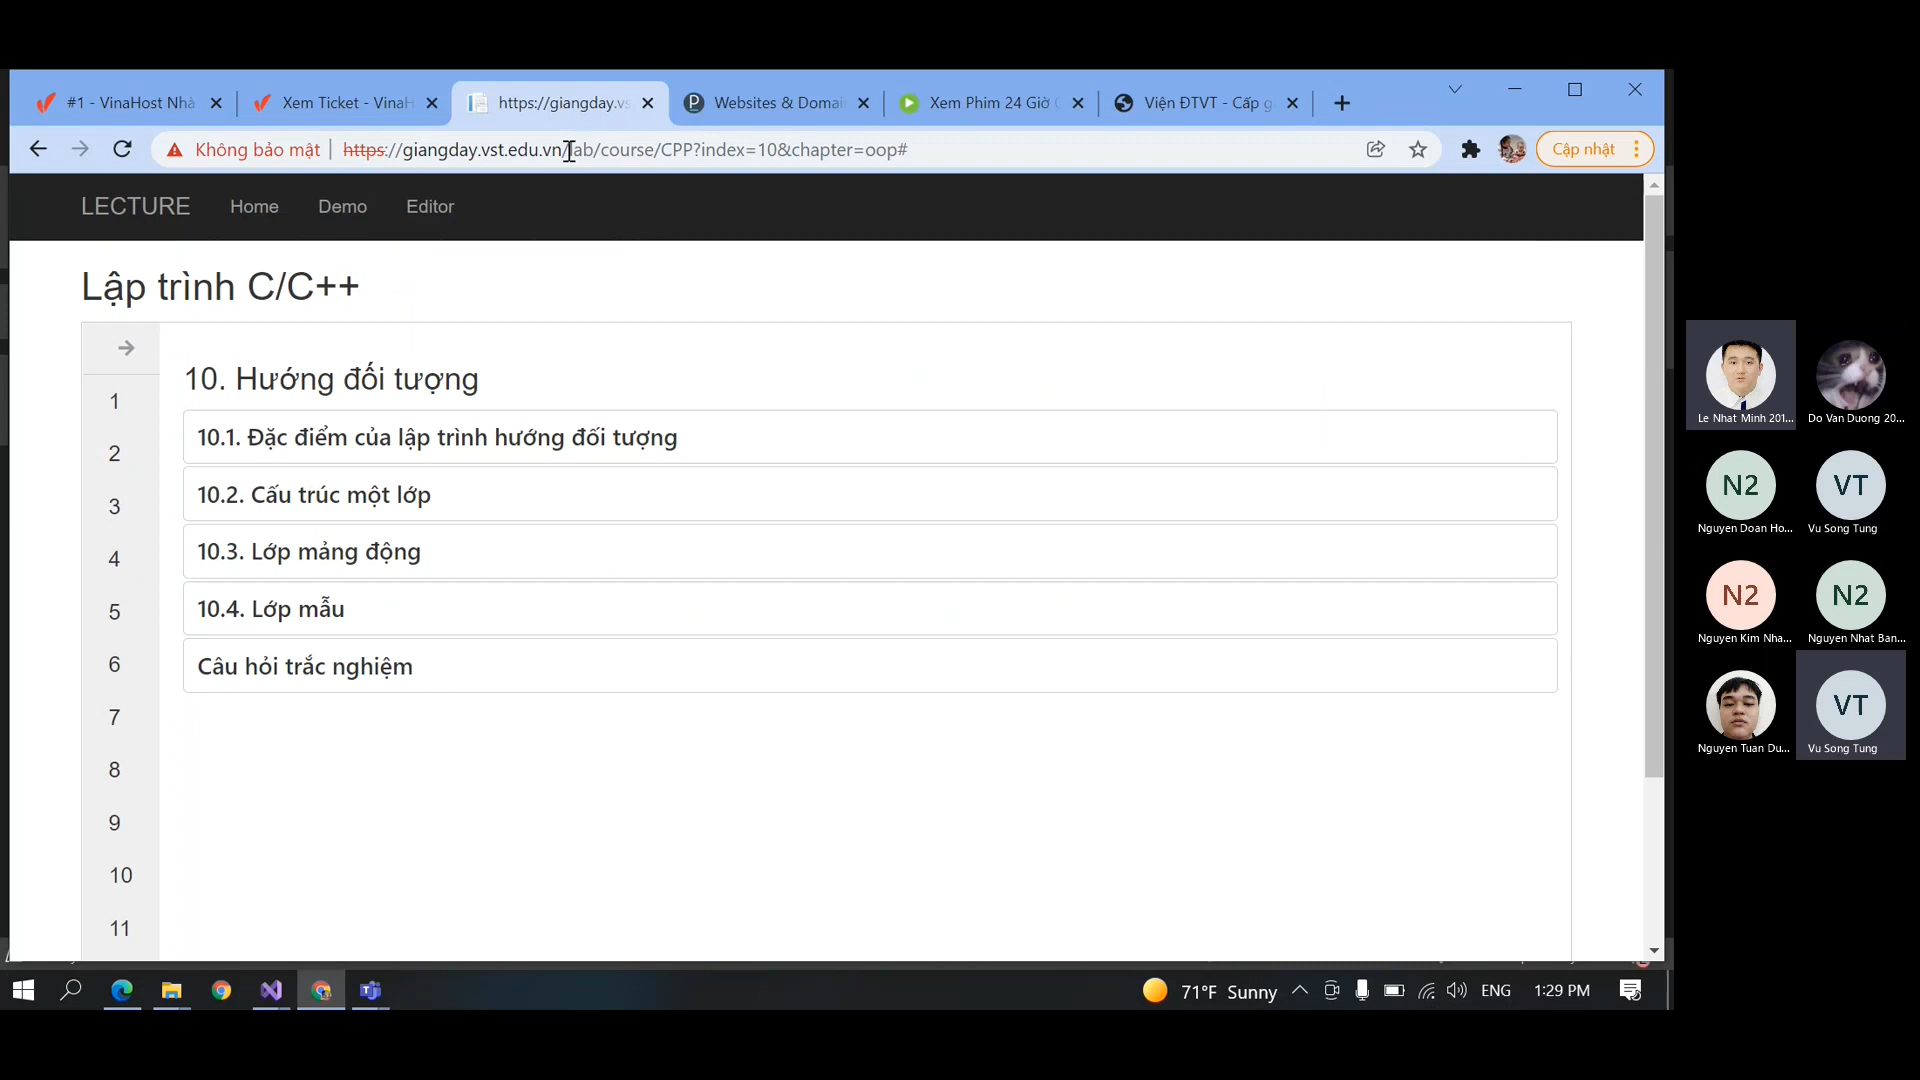 #1 - VinaHost Nhà
Xem Ticket - VinaH
https://giangday.vs
Websites & Domai
Xem Phim 24 Giờ
Viện ĐTVT - Cấp g
Không bảo mật
https://giangday.vst.edu.vn/lab/course/CPP?index=10&chapter=oop#
Cập nhật
LECTURE Home Demo Editor
Lập trình C/C++
10. Hướng đối tượng
10.1. Đặc điểm của lập trình hướng đối tượng
10.2. Cấu trúc một lớp
10.3. Lớp mảng động
10.4. Lớp mẫu
Câu hỏi trắc nghiệm
1
2
3
4
5
6
7
8
9
10
11
Le Nhat Minh 201...
Do Van Duong 20...
N2
Nguyen Doan Ho...
VT
Vu Song Tung
N2
Nguyen Kim Nha...
N2
Nguyen Nhat Ban...
Nguyen Tuan Du...
VT
Vu Song Tung
71°F Sunny
ENG
1:29 PM